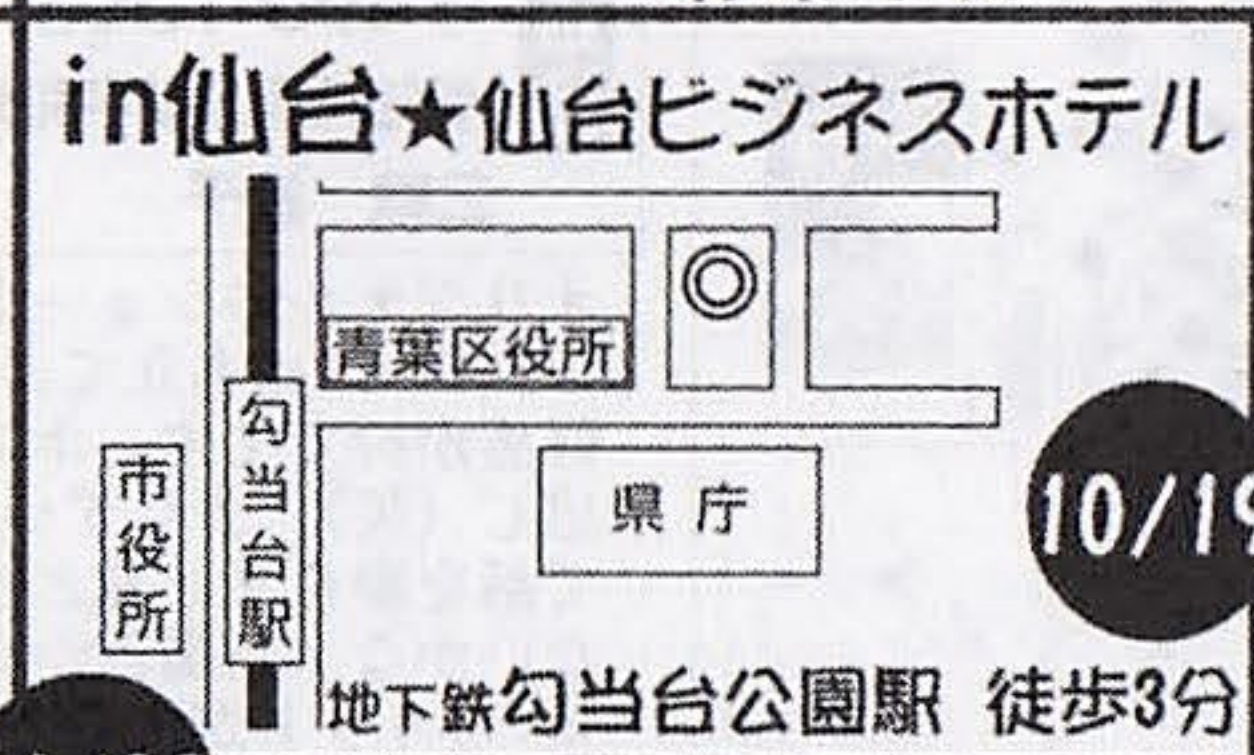 in仙台★仙台ビジネスホテル
青葉区役所
勾当台駅
市役所
県庁
10/19
地下鉄勾当台公園駅 徒歩3分